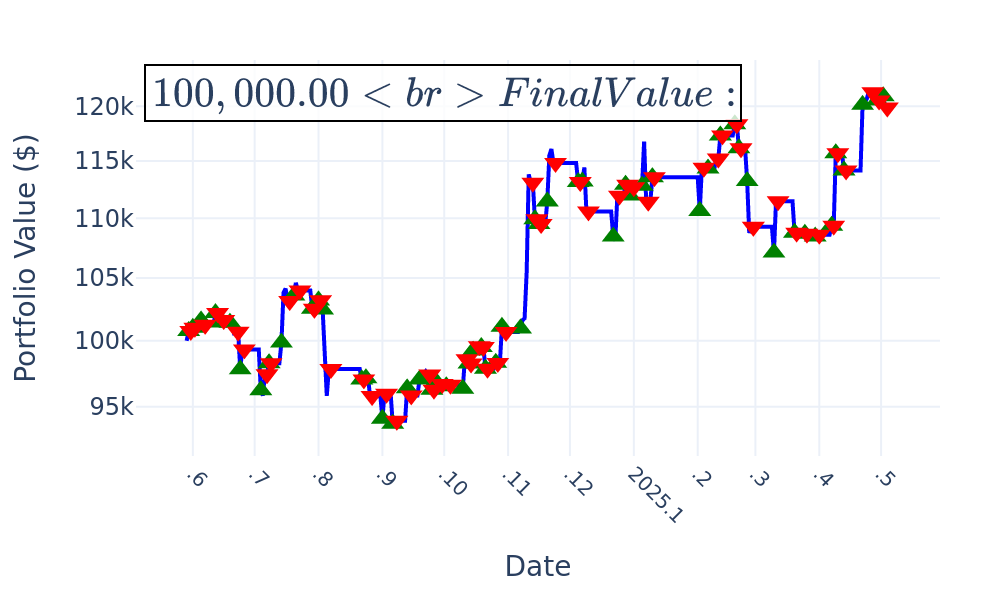 100,000.00 < br > FinalValue :
120k
115k
110k
105k
100k
95k
Portfolio Value ($)
.6
.7
.8
.9
.10
.11
.12
2025.1
.2
.3
.4
.5
Date